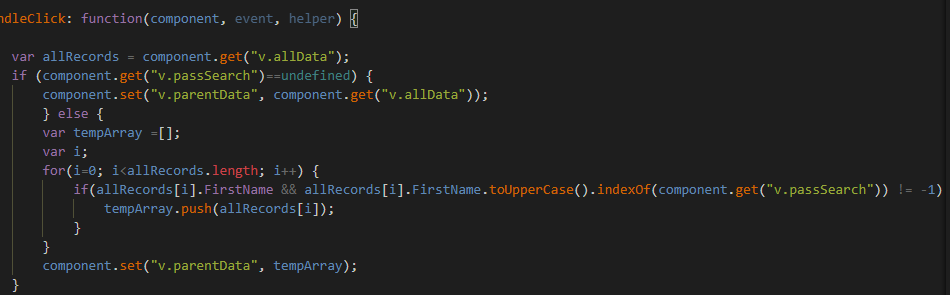 ndleClick: function(component, event, helper) {
var allRecords = component.get("v.allData");
if (component.get("v.passSearch")==undefined) {
component.set("v.parentData", component.get("v.allData"));
} else {
var tempArray =[];
var i;
for(i=0; i<allRecords.length; i++) {
if(allRecords[i].FirstName && allRecords[i].FirstName.toUpperCase().indexOf(component.get("v.passSearch")) != -1)
tempArray.push(allRecords[i]);
}
}
component.set("v.parentData", tempArray);
}